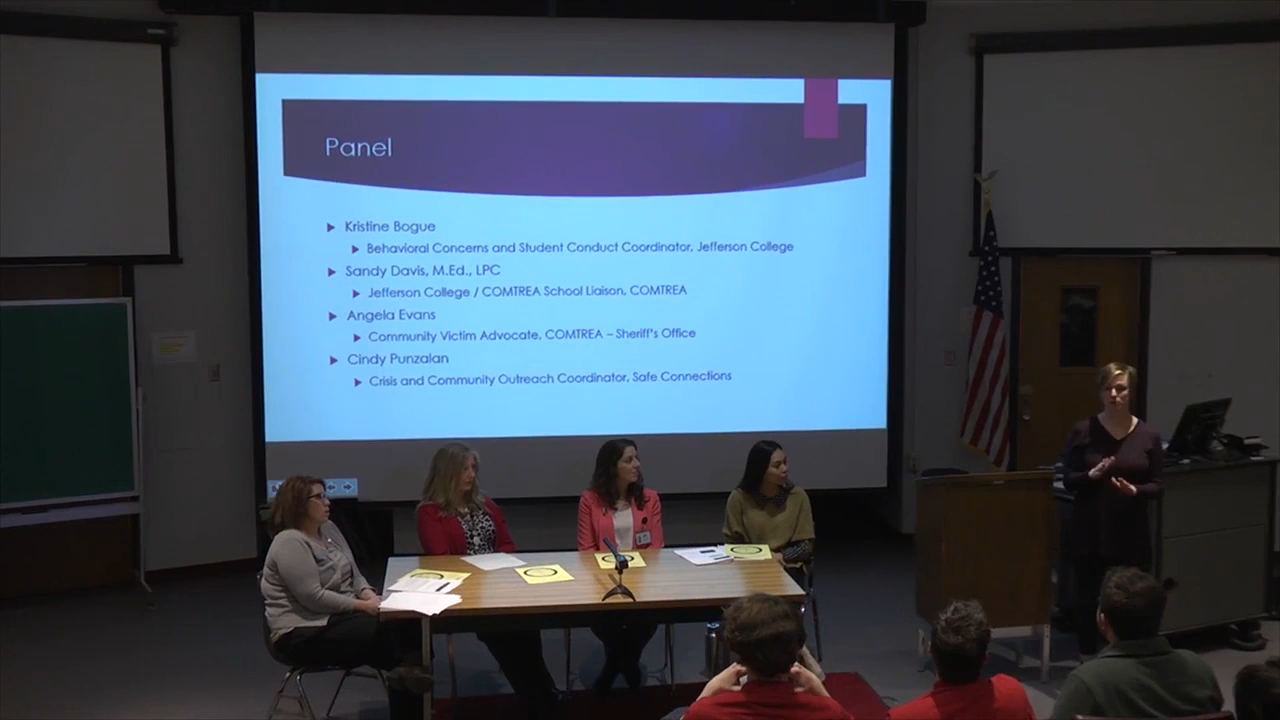 Panel
Kristine Bogue
Behavioral Concerns and Student Conduct Coordinator, Jefferson College
Sandy Davis, M.Ed., LPC
Jefferson College / COMTREA School Liaison, COMTREA
Angela Evans
Community Victim Advocate, COMTREA – Sheriff's Office
Cindy Punzalan
Crisis and Community Outreach Coordinator, Safe Connections